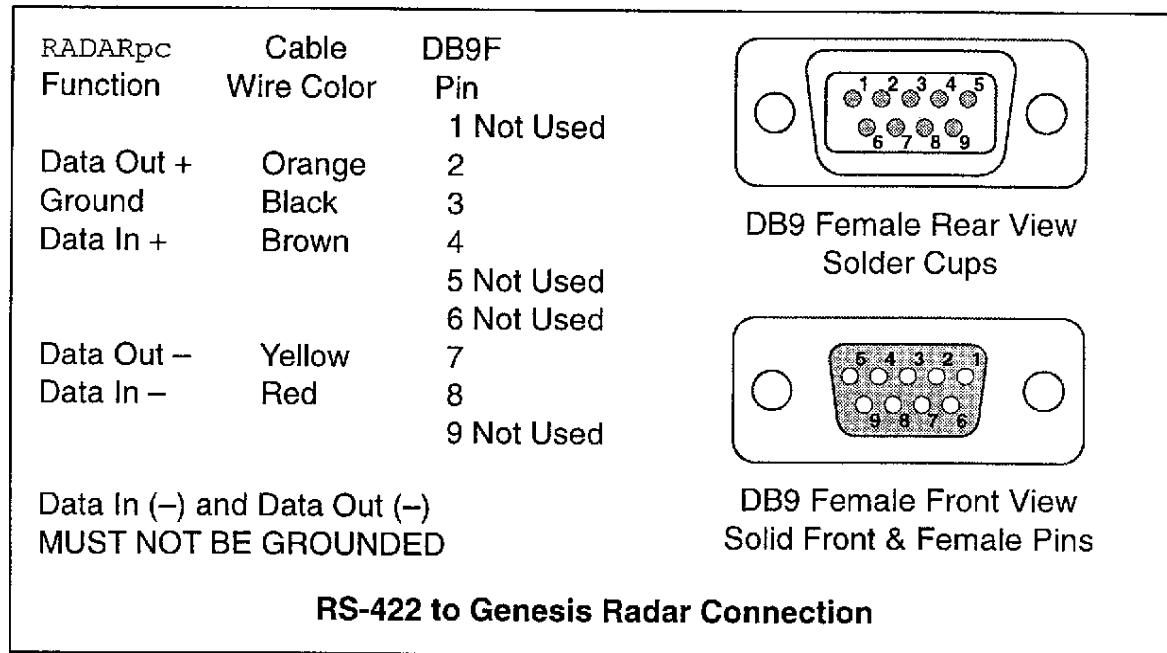 RADARpc Cable DB9F
Function Wire Color Pin
1 Not Used
Data Out + Orange 2
Ground Black 3
Data In + Brown 4
5 Not Used
6 Not Used
Data Out – Yellow 7
Data In – Red 8
9 Not Used
Data In (–) and Data Out (–)
MUST NOT BE GROUNDED
1 2 3 4 5
6 7 8 9
DB9 Female Rear View
Solder Cups
5 4 3 2 1
9 8 7 6
DB9 Female Front View
Solid Front & Female Pins
RS-422 to Genesis Radar Connection